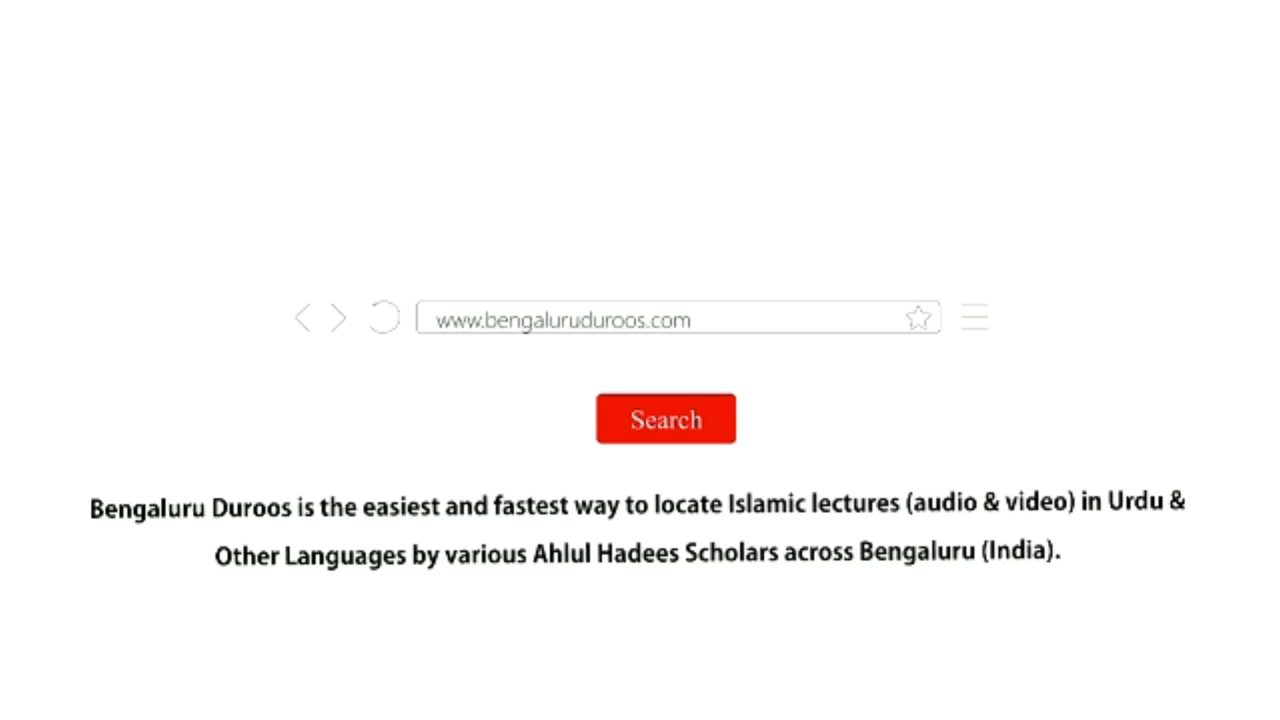 www.bengaluruduroos.com
Search
Bengaluru Duroos is the easiest and fastest way to locate Islamic lectures (audio & video) in Urdu &
Other Languages by various Ahlul Hadees Scholars across Bengaluru (India).